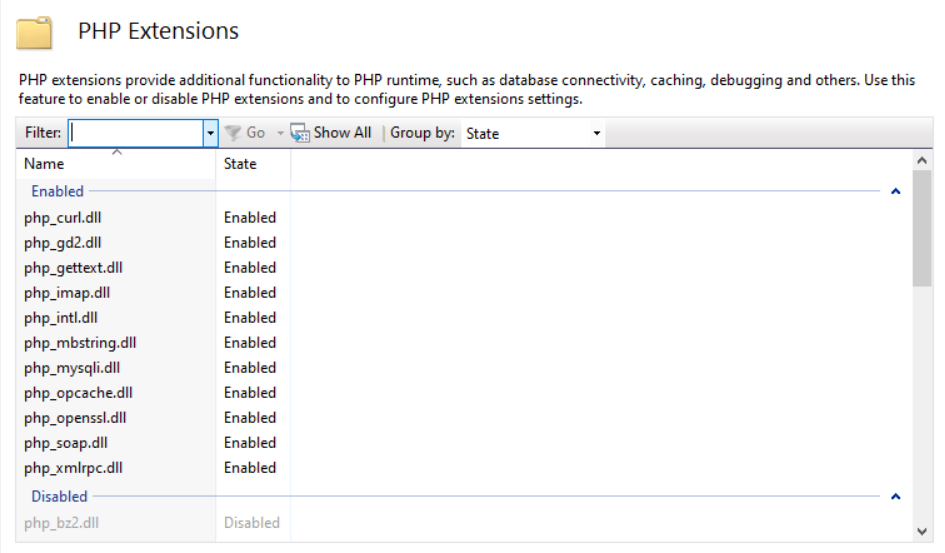 PHP Extensions
PHP extensions provide additional functionality to PHP runtime, such as database connectivity, caching, debugging and others. Use this
feature to enable or disable PHP extensions and to configure PHP extensions settings.
Filter: Go Show All Group by: State
Name State
Enabled
php_curl.dll Enabled
php_gd2.dll Enabled
php_gettext.dll Enabled
php_imap.dll Enabled
php_intl.dll Enabled
php_mbstring.dll Enabled
php_mysqli.dll Enabled
php_opcache.dll Enabled
php_openssl.dll Enabled
php_soap.dll Enabled
php_xmlrpc.dll Enabled
Disabled
php_bz2.dll Disabled